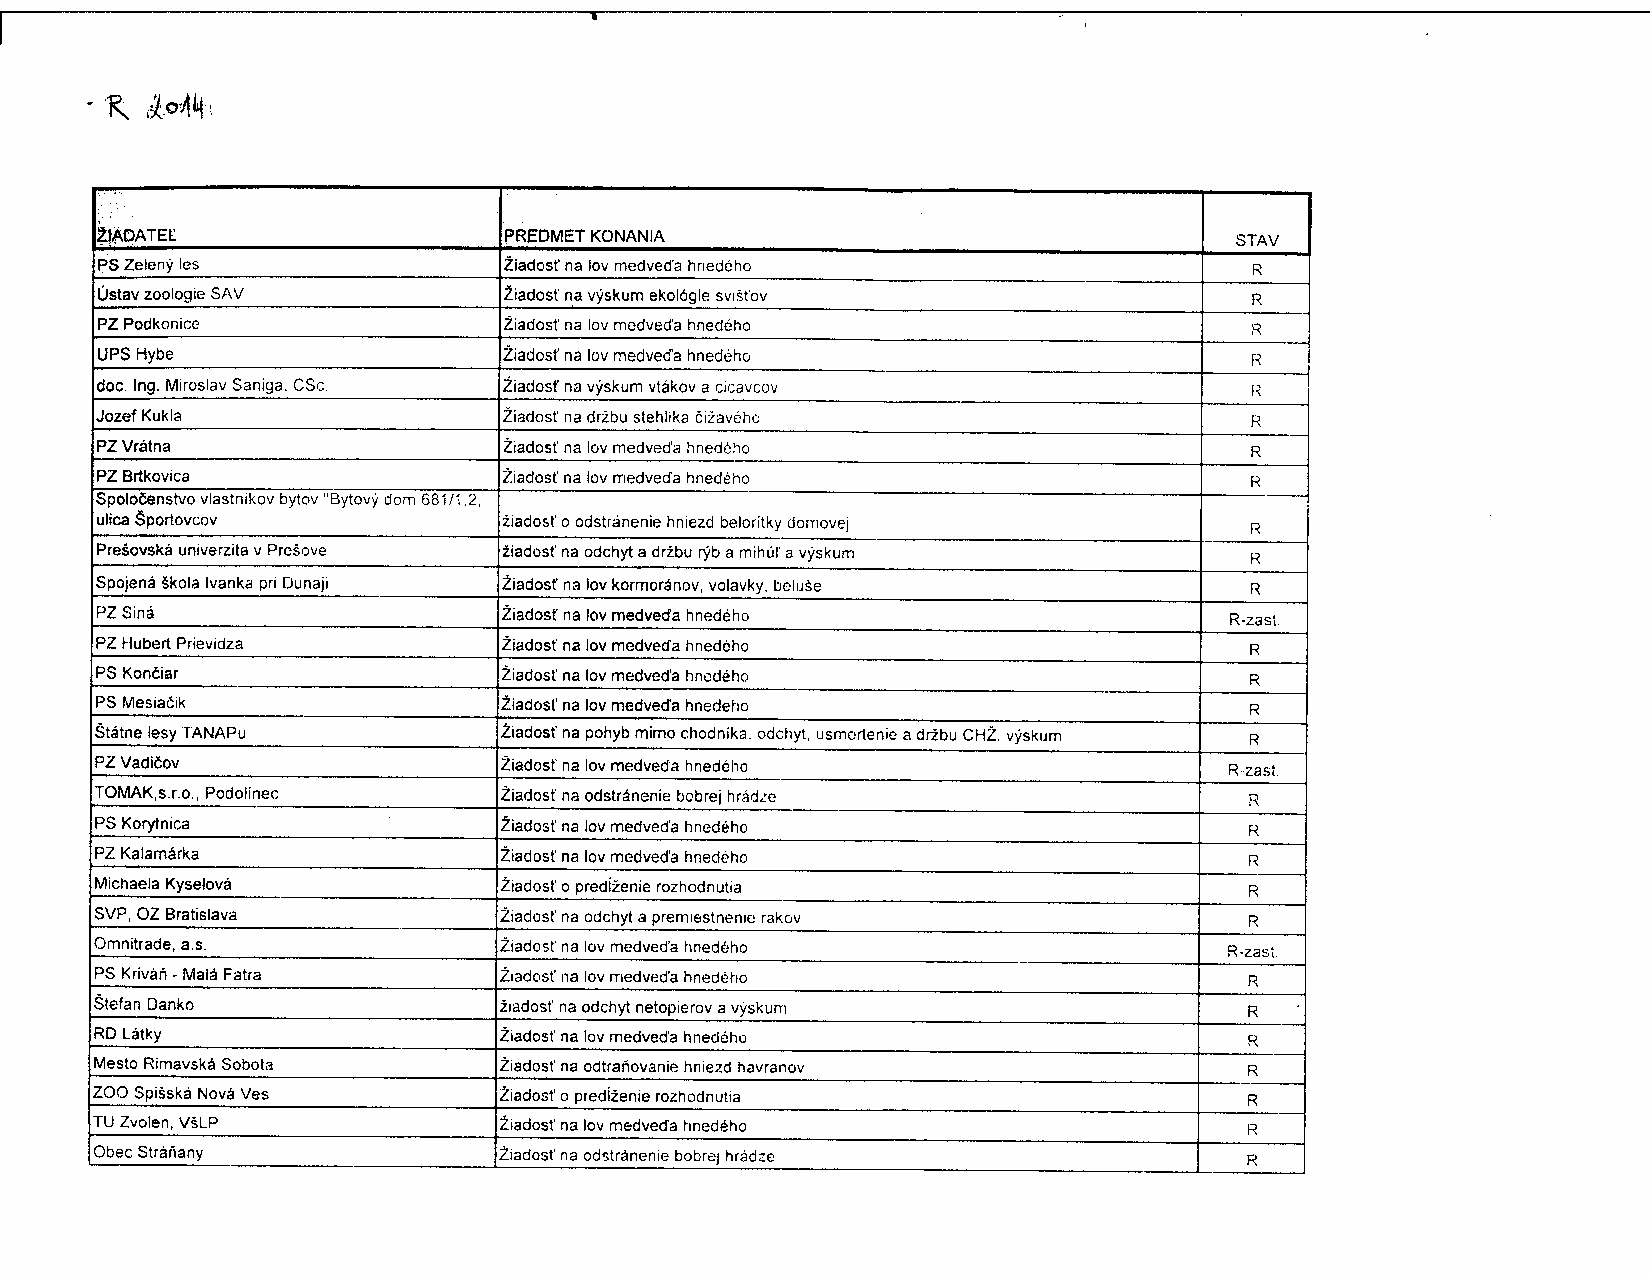 - R 2014
ŽIADATEĽ PREDMET KONANIA STAV
PS Zelený les Žiadosť na lov medveďa hnedého R
Ústav zoologie SAV Žiadosť na výskum ekológie svišťov R
PZ Podkonice Žiadosť na lov medveďa hnedého R
UPS Hybe Žiadosť na lov medveďa hnedého R
doc. Ing. Miroslav Saniga, CSc. Žiadosť na výskum vtákov a cicavcov R
Jozef Kukla Žiadosť na držbu stehlíka čížavého R
PZ Vrátna Žiadosť na lov medveďa hnedého R
PZ Brtkovica Žiadosť na lov medveďa hnedého R
Spoločenstvo vlastníkov bytov "Bytový dom 681/1,2,
ulica Športovcov žiadosť o odstránenie hniezd belorítky domovej R
Prešovská univerzita v Prešove žiadosť na odchyt a držbu rýb a mihúľ a výskum R
Spojená škola Ivanka pri Dunaji Žiadosť na lov kormoránov, volavky, beluše R
PZ Siná Žiadosť na lov medveďa hnedého R-zast.
PZ Hubert Prievidza Žiadosť na lov medveďa hnedého R
PS Končiar Žiadosť na lov medveďa hnedého R
PS Mesiačik Žiadosť na lov medveďa hnedeho R
Štátne lesy TANAPu Žiadosť na pohyb mimo chodníka, odchyt, usmrtenie a držbu CHŽ, výskum R
PZ Vadičov Žiadosť na lov medveďa hnedého R-zast.
TOMAK,s.r.o., Podolínec Žiadosť na odstránenie bobrej hrádze R
PS Korytnica Žiadosť na lov medveďa hnedého R
PZ Kalamárka Žiadosť na lov medveďa hnedého R
Michaela Kyselová Žiadosť o predĺženie rozhodnutia R
SVP, OZ Bratislava Žiadosť na odchyt a premiestnenie rakov R
Omnitrade, a.s. Žiadosť na lov medveďa hnedého R-zast.
PS Kriváň - Malá Fatra Žiadosť na lov medveďa hnedého R
Štefan Danko žiadosť na odchyt netopierov a výskum R
RD Látky Žiadosť na lov medveďa hnedého R
Mesto Rimavská Sobota Žiadosť na odtraňovanie hniezd havranov R
ZOO Spišská Nová Ves Žiadosť o predĺženie rozhodnutia R
TU Zvolen, VšLP Žiadosť na lov medveďa hnedého R
Obec Stráňany Žiadosť na odstránenie bobrej hrádze R